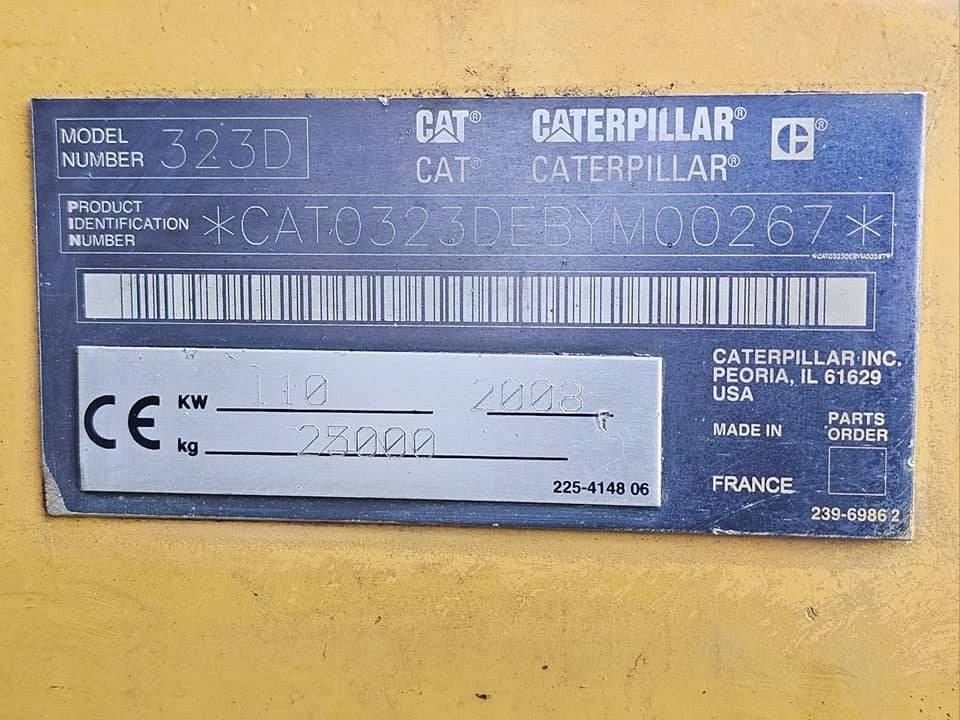 MODEL
NUMBER 323D
CAT® CATERPILLAR® C®
CAT® CATERPILLAR®
PRODUCT
IDENTIFICATION
NUMBER *CAT0323DEBYM00267*
*CAT0323DEBYM00267*
CE KW 110 2008
kg 23000
225-4148 06
CATERPILLAR INC.
PEORIA, IL 61629
USA
MADE IN
FRANCE
PARTS
ORDER
239-6986 2